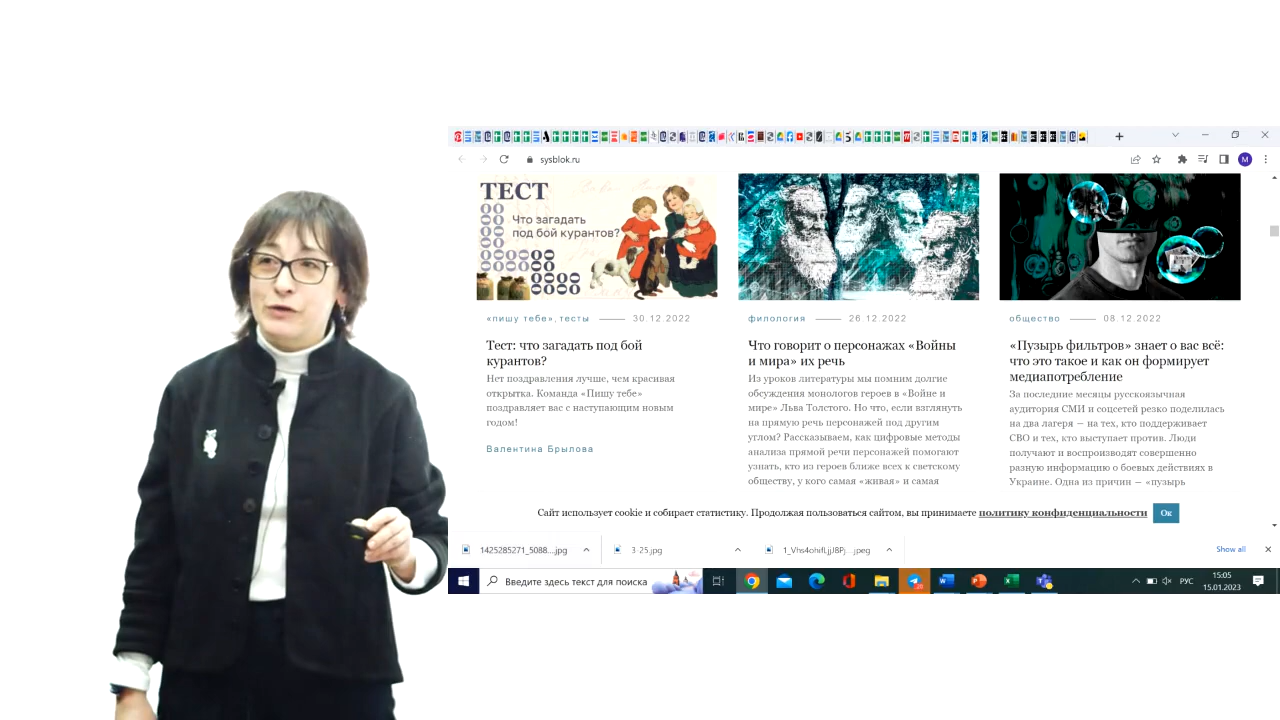 sysblok.ru
M
ТЕСТ
Что загадать
под бой курантов?
«пишу тебе», тесты
30.12.2022
Тест: что загадать под бой
курантов?
Нет поздравления лучше, чем красивая
открытка. Команда «Пишу тебе»
поздравляет вас с наступающим новым
годом!
Валентина Брылова
филология
26.12.2022
Что говорит о персонажах «Войны
и мира» их речь
Из уроков литературы мы помним долгие
обсуждения монологов героев в «Войне и
мире» Льва Толстого. Но что, если взглянуть
на прямую речь персонажей под другим
углом? Рассказываем, как цифровые методы
анализа прямой речи персонажей помогают
узнать, кто из героев ближе всех к светскому
обществу, у кого самая «живая» и самая
общество
08.12.2022
«Пузырь фильтров» знает о вас всё:
что это такое и как он формирует
медиапотребление
За последние месяцы русскоязычная
аудитория СМИ и соцсетей резко поделилась
на два лагеря — на тех, кто поддерживает
СВО и тех, кто выступает против. Люди
получают и воспроизводят совершенно
разную информацию о боевых действиях в
Украине. Одна из причин — «пузырь
Сайт использует cookie и собирает статистику. Продолжая пользоваться сайтом, вы принимаете политику конфиденциальности
Ок
1425285271_5088....jpg
3-25.jpg
Show all
Введите здесь текст для поиска
РУС
15:05
15.01.2023